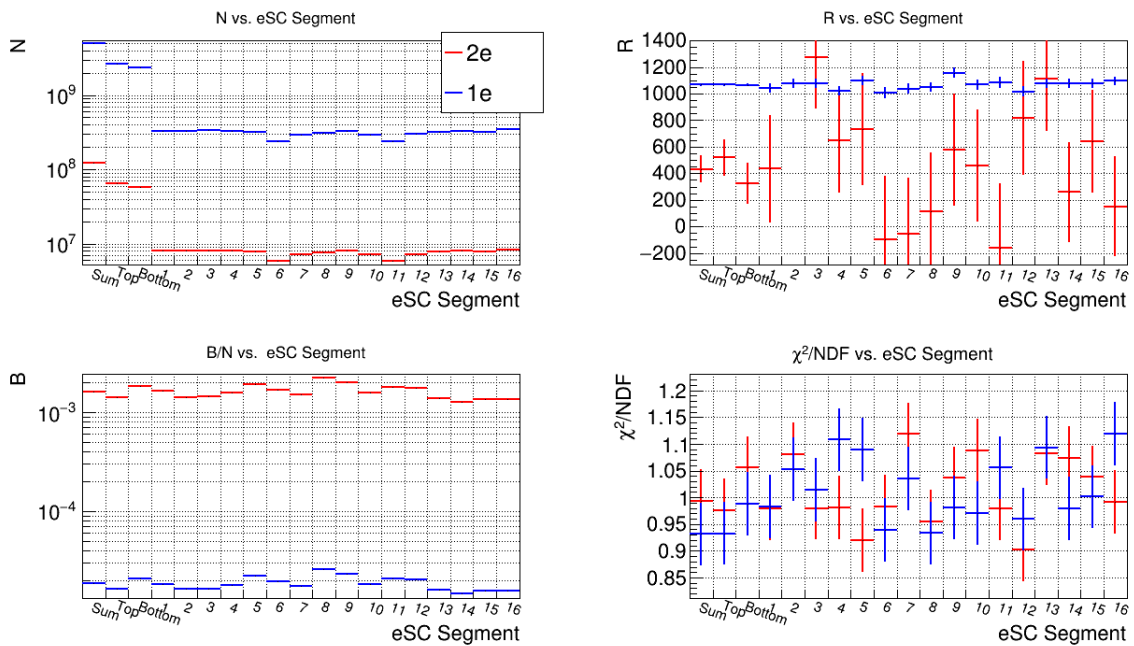 N vs. eSC Segment
N
2e
1e
10⁹
10⁸
10⁷
Sum Top Bottom 1 2 3 4 5 6 7 8 9 10 11 12 13 14 15 16
eSC Segment
R vs. eSC Segment
R
1400
1200
1000
800
600
400
200
0
−200
Sum Top Bottom 1 2 3 4 5 6 7 8 9 10 11 12 13 14 15 16
eSC Segment
B/N vs. eSC Segment
B
10⁻³
10⁻⁴
Sum Top Bottom 1 2 3 4 5 6 7 8 9 10 11 12 13 14 15 16
eSC Segment
χ²/NDF vs. eSC Segment
χ²/NDF
1.2
1.15
1.1
1.05
1
0.95
0.9
0.85
Sum Top Bottom 1 2 3 4 5 6 7 8 9 10 11 12 13 14 15 16
eSC Segment